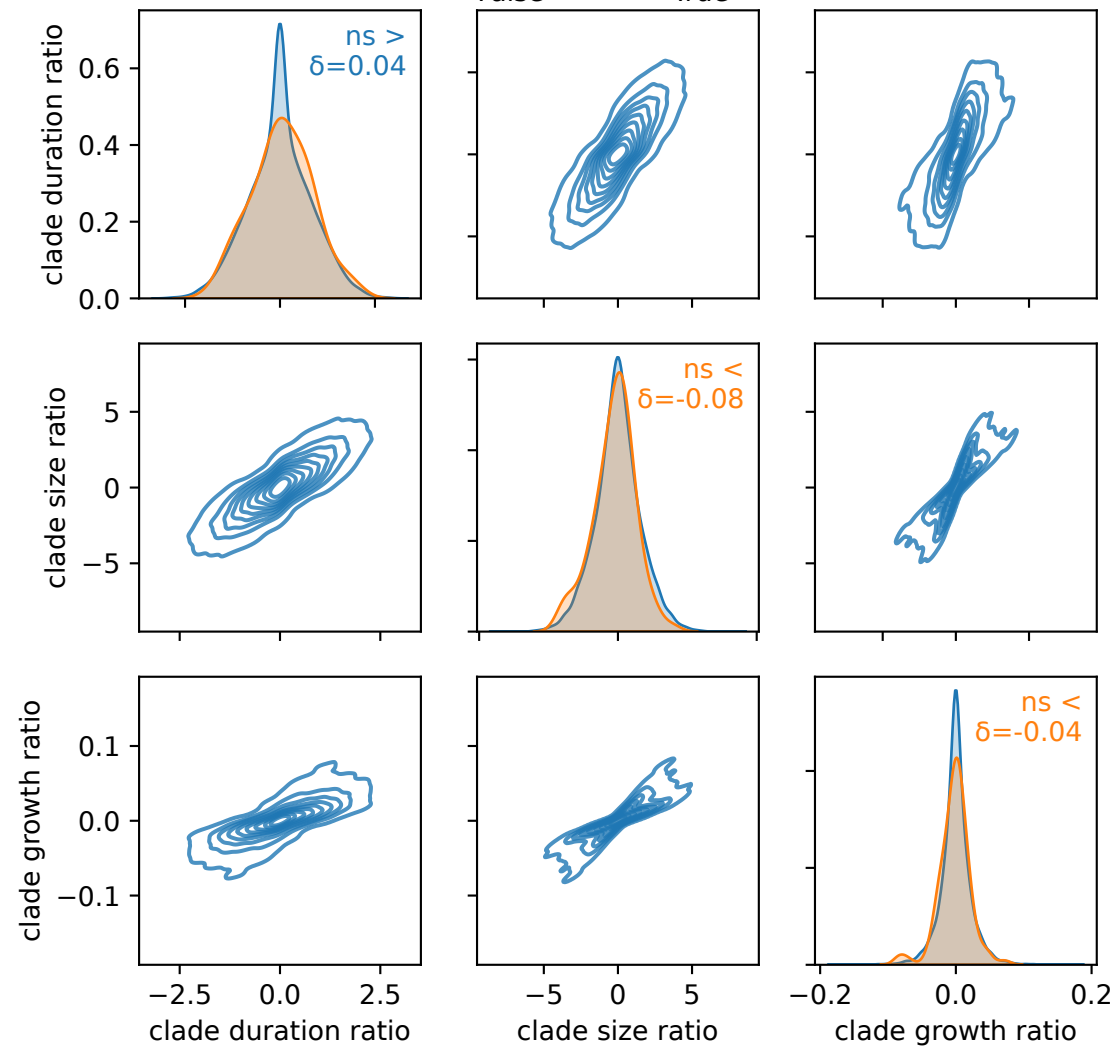 clade duration ratio
0.6
0.4
0.2
0.0
ns >
δ=0.04
clade size ratio
5
0
−5
ns <
δ=-0.08
clade growth ratio
0.1
0.0
−0.1
ns <
δ=-0.04
−2.5
0.0
2.5
−5
0
5
−0.2
0.0
0.2
clade duration ratio
clade size ratio
clade growth ratio